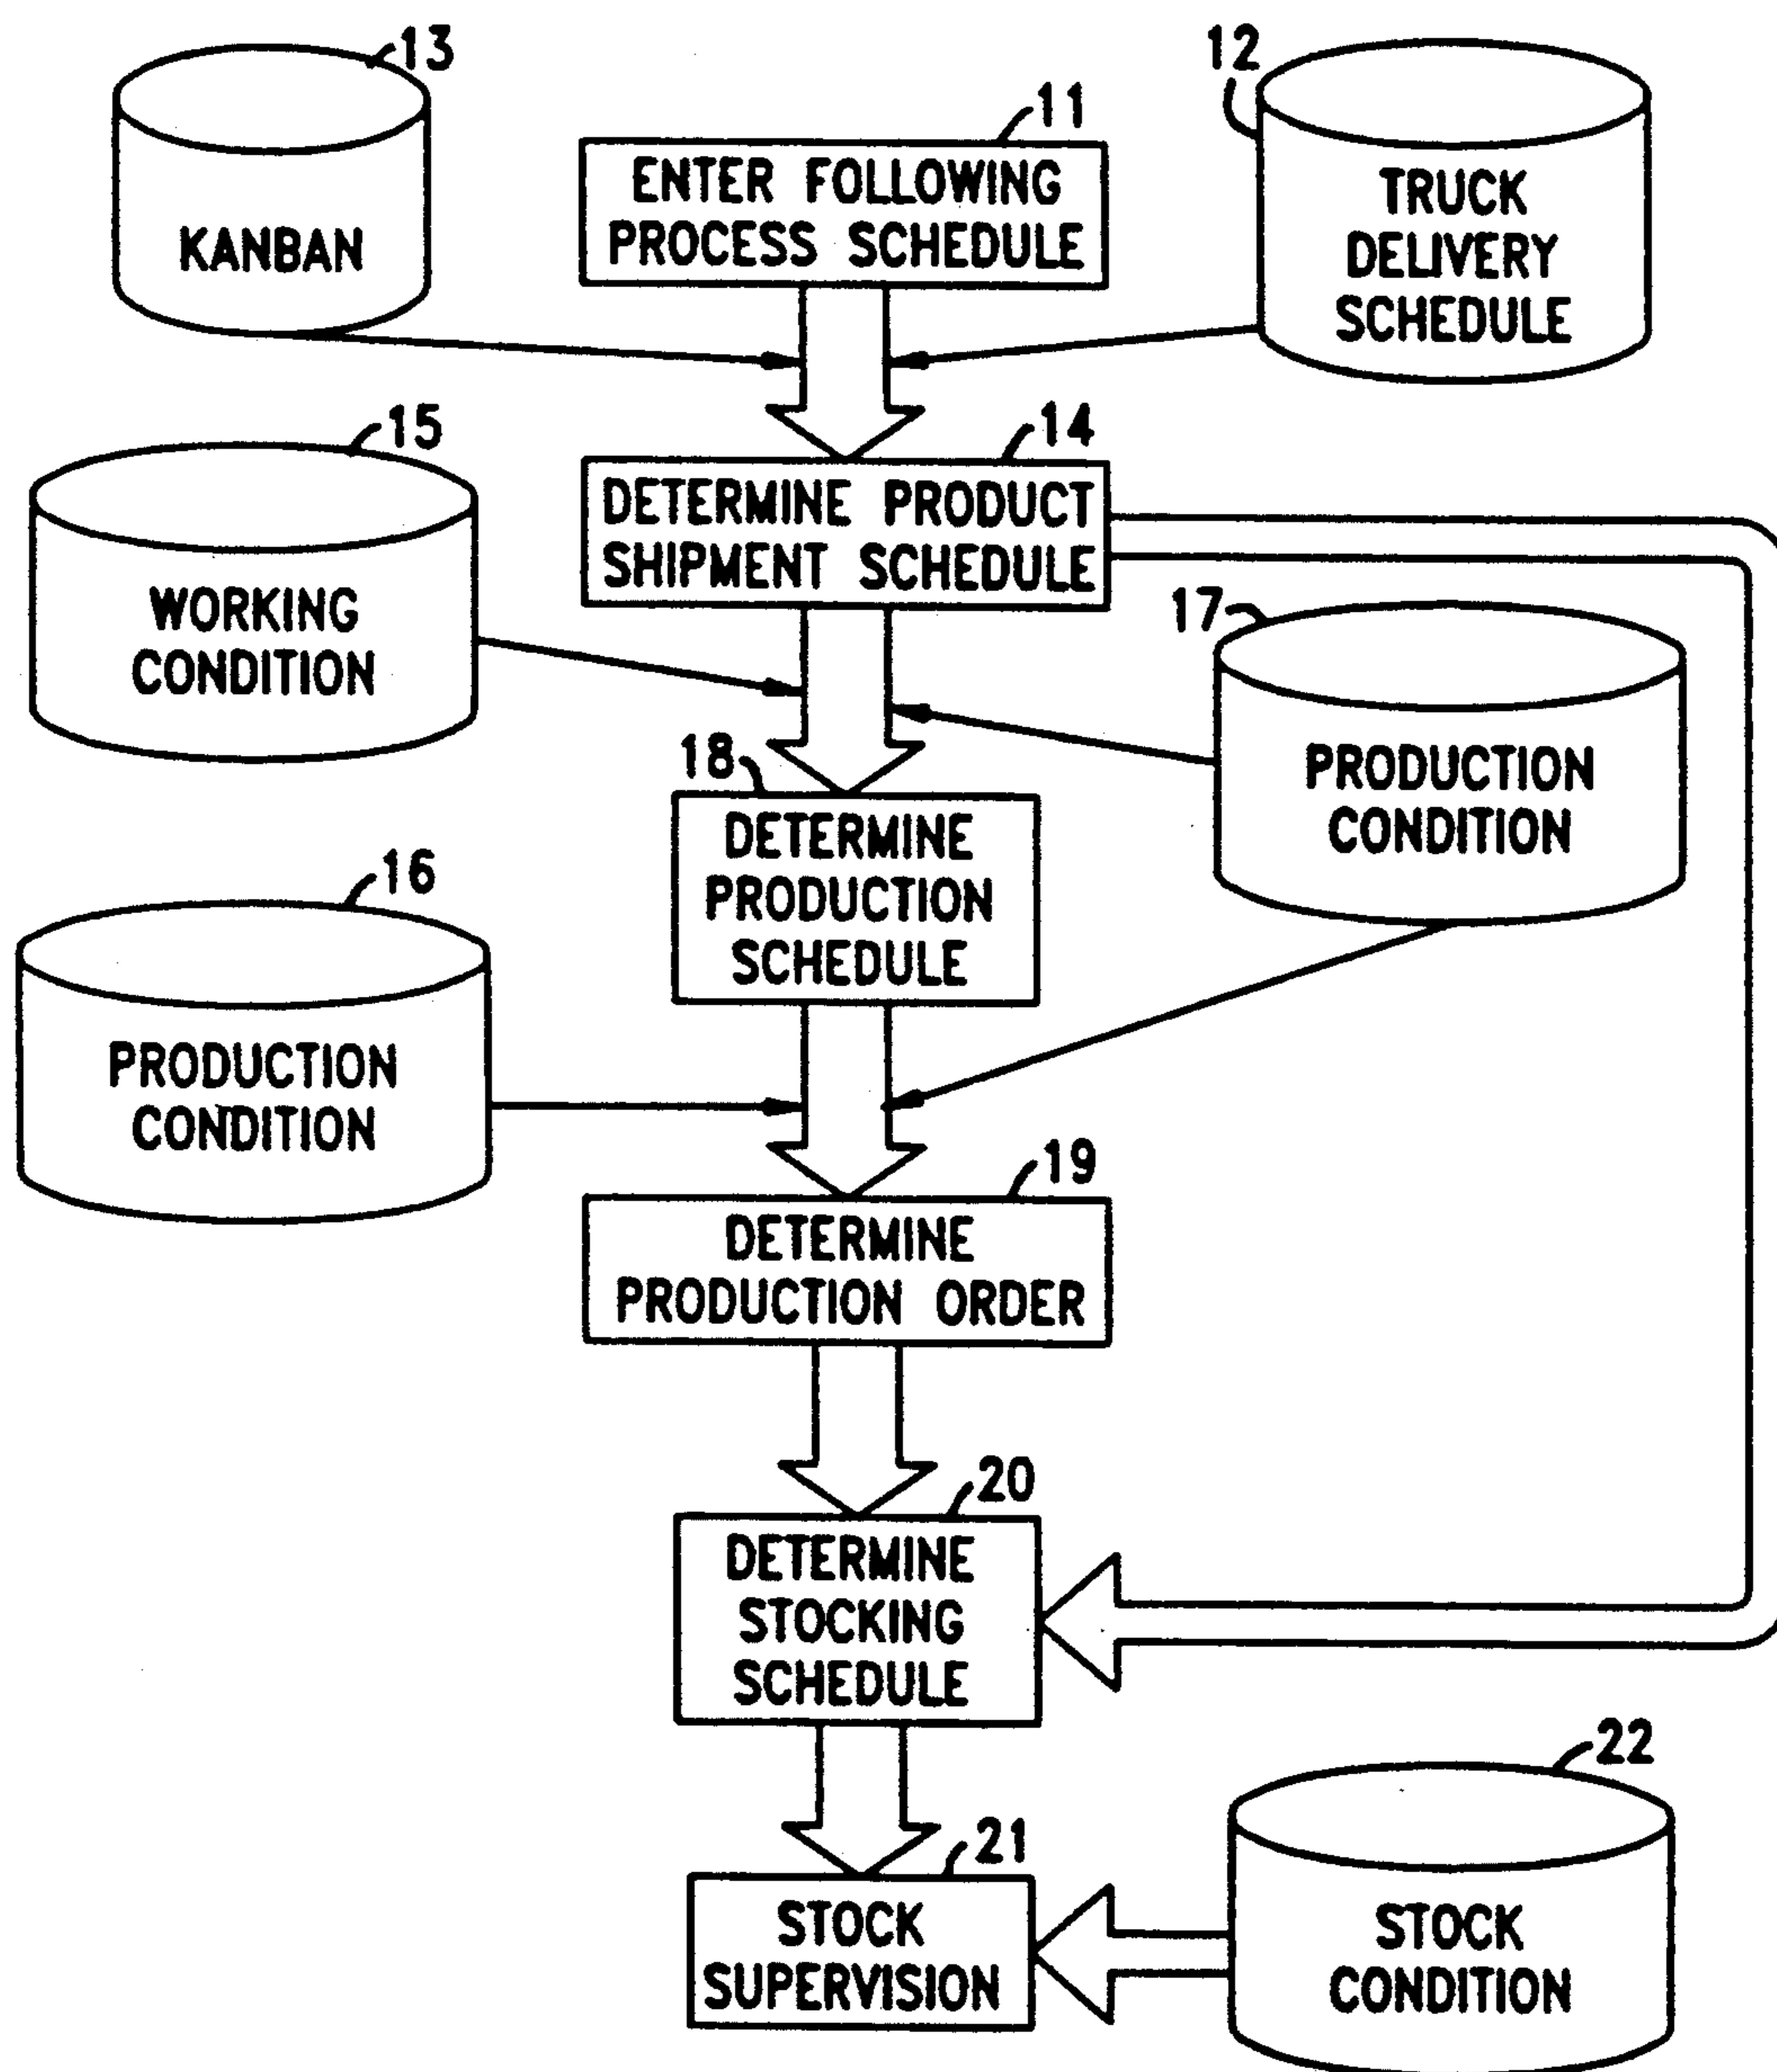 13
KANBAN
11
ENTER FOLLOWING
PROCESS SCHEDULE
12
TRUCK
DELIVERY
SCHEDULE
15
WORKING
CONDITION
14
DETERMINE PRODUCT
SHIPMENT SCHEDULE
17
PRODUCTION
CONDITION
18
DETERMINE
PRODUCTION
SCHEDULE
16
PRODUCTION
CONDITION
19
DETERMINE
PRODUCTION ORDER
20
DETERMINE
STOCKING
SCHEDULE
21
STOCK
SUPERVISION
22
STOCK
CONDITION